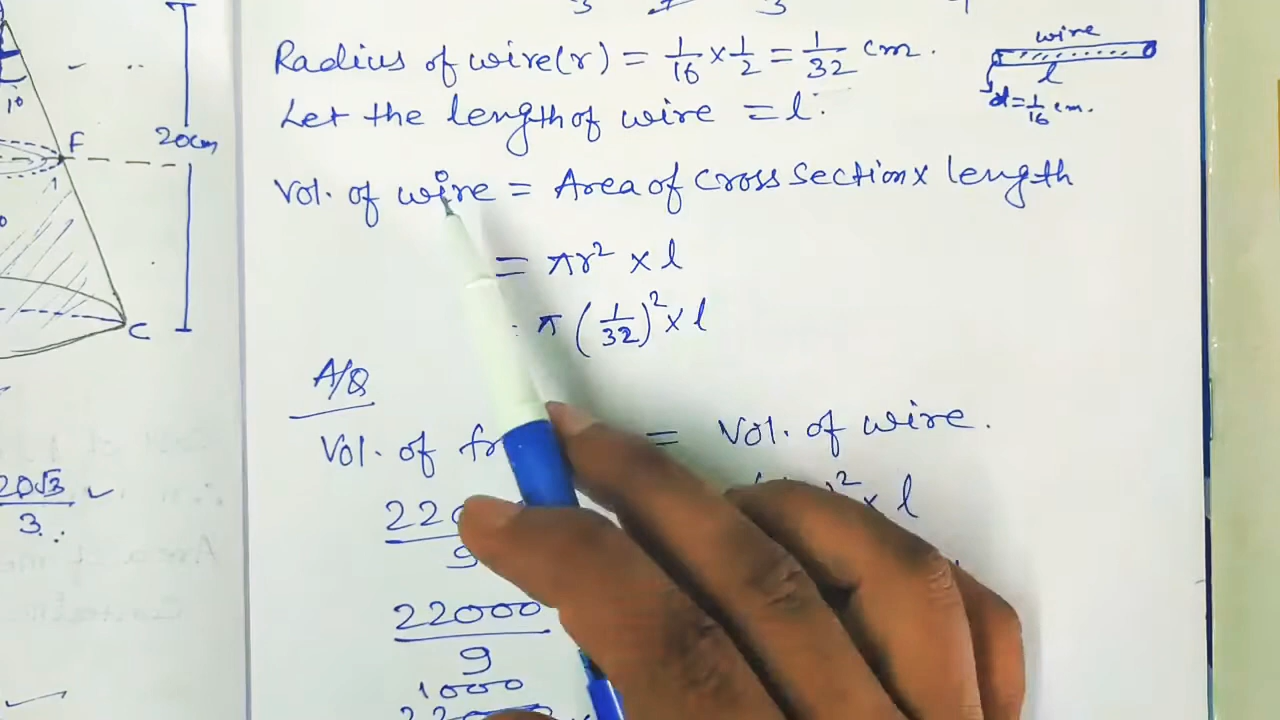 Radius of wire(r) = 1/16 × 1/2 = 1/32 cm.
wire
l
d = 1/16 cm.
Let the length of wire = l.
Vol. of wire = Area of cross section × length
= πr² × l
π (1/32)² × l
A/Q
Vol. of = Vol. of wire.
² × l
22000/9
1000
10
F
20cm
C
20√3/3